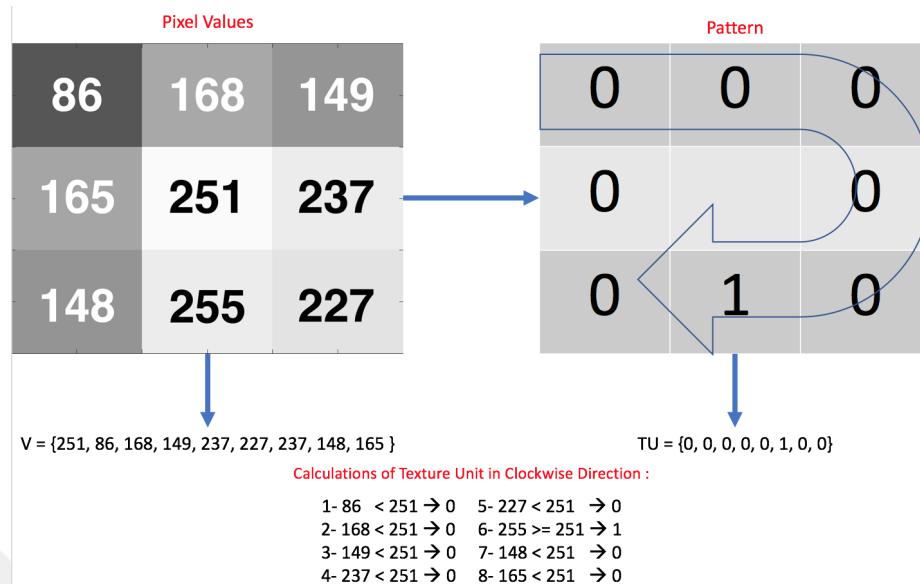 Pixel Values
Pattern
86 168 149
0 0 0
165 251 237
0 0
148 255 227
0 1 0
V = {251, 86, 168, 149, 237, 227, 237, 148, 165 }
TU = {0, 0, 0, 0, 0, 1, 0, 0}
Calculations of Texture Unit in Clockwise Direction :
1- 86 < 251 → 0 5- 227 < 251 → 0
2- 168 < 251 → 0 6- 255 >= 251 → 1
3- 149 < 251 → 0 7- 148 < 251 → 0
4- 237 < 251 → 0 8- 165 < 251 → 0